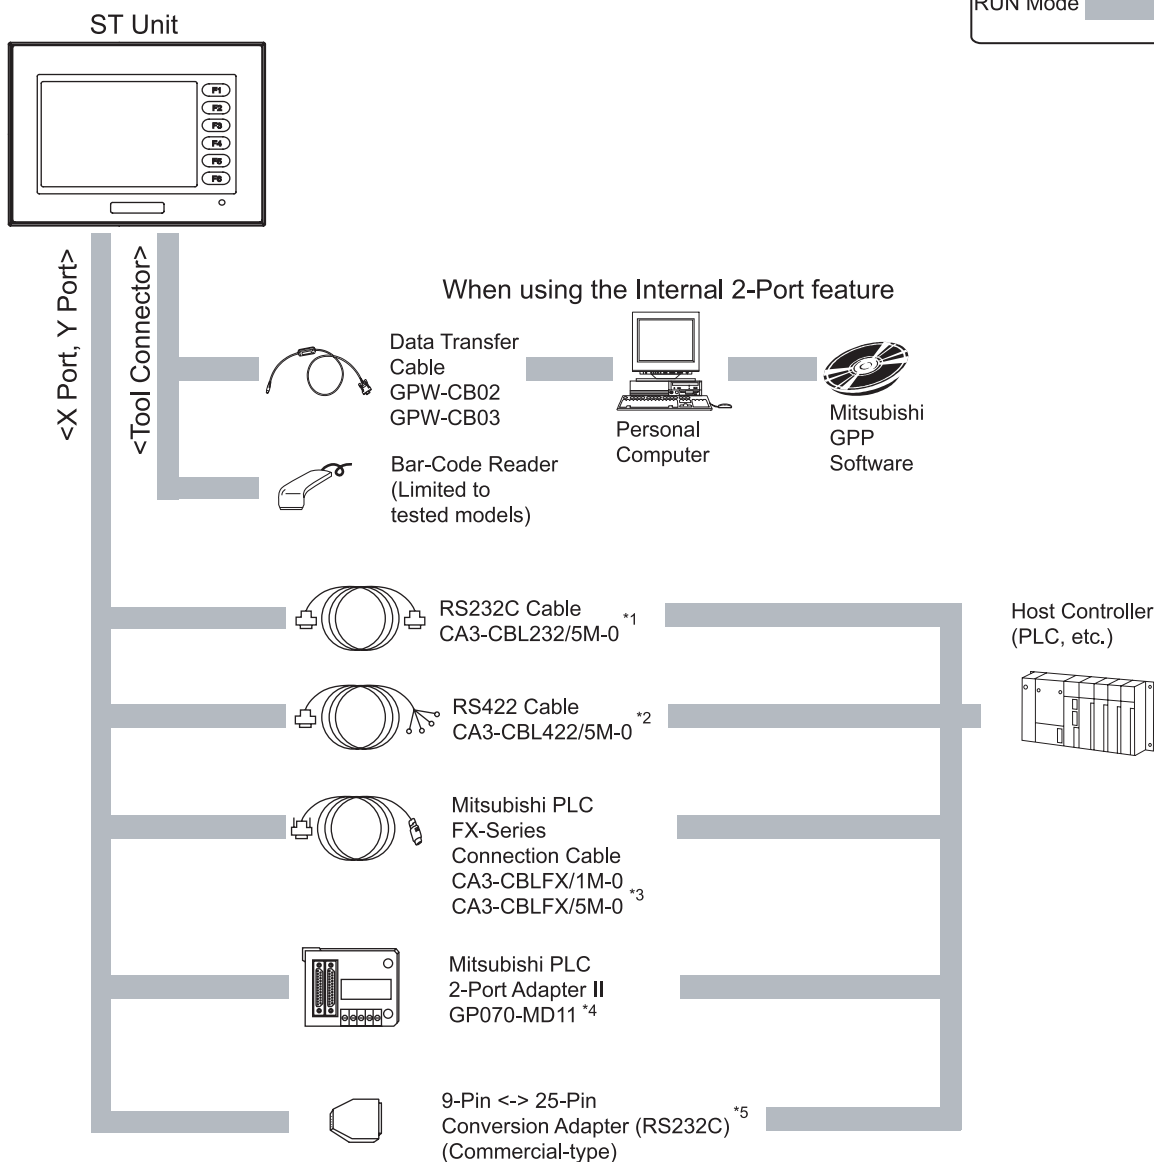 RUN Mode
ST Unit
F1
F2
F3
F4
F5
F6
<X Port, Y Port>
<Tool Connector>
When using the Internal 2-Port feature
Data Transfer
Cable
GPW-CB02
GPW-CB03
Personal
Computer
Mitsubishi
GPP
Software
Bar-Code Reader
(Limited to
tested models)
RS232C Cable
CA3-CBL232/5M-0 *1
Host Controller
(PLC, etc.)
RS422 Cable
CA3-CBL422/5M-0 *2
Mitsubishi PLC
FX-Series
Connection Cable
CA3-CBLFX/1M-0
CA3-CBLFX/5M-0 *3
Mitsubishi PLC
2-Port Adapter II
GP070-MD11 *4
9-Pin <-> 25-Pin
Conversion Adapter (RS232C) *5
(Commercial-type)